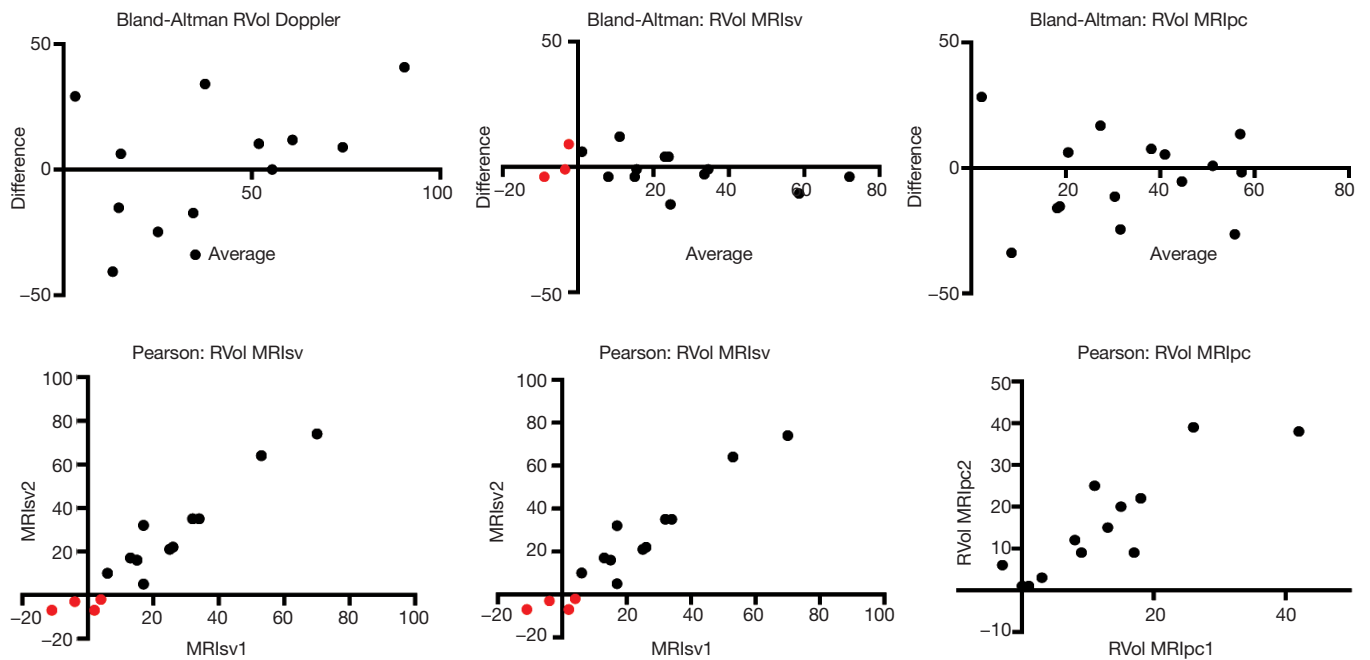 Bland-Altman RVol Doppler
50
Difference
0
50
100
Average
−50
Bland-Altman: RVol MRIsv
50
Difference
−20
20
40
60
80
Average
−50
Bland-Altman: RVol MRIpc
50
Difference
0
20
40
60
80
Average
−50
Pearson: RVol MRIsv
100
80
60
40
20
MRIsv2
−20
20
40
60
80
100
−20
MRIsv1
Pearson: RVol MRIsv
100
80
60
40
20
MRIsv2
−20
20
40
60
80
100
−20
MRIsv1
Pearson: RVol MRIpc
50
40
30
20
10
RVol MRIpc2
20
40
−10
RVol MRIpc1